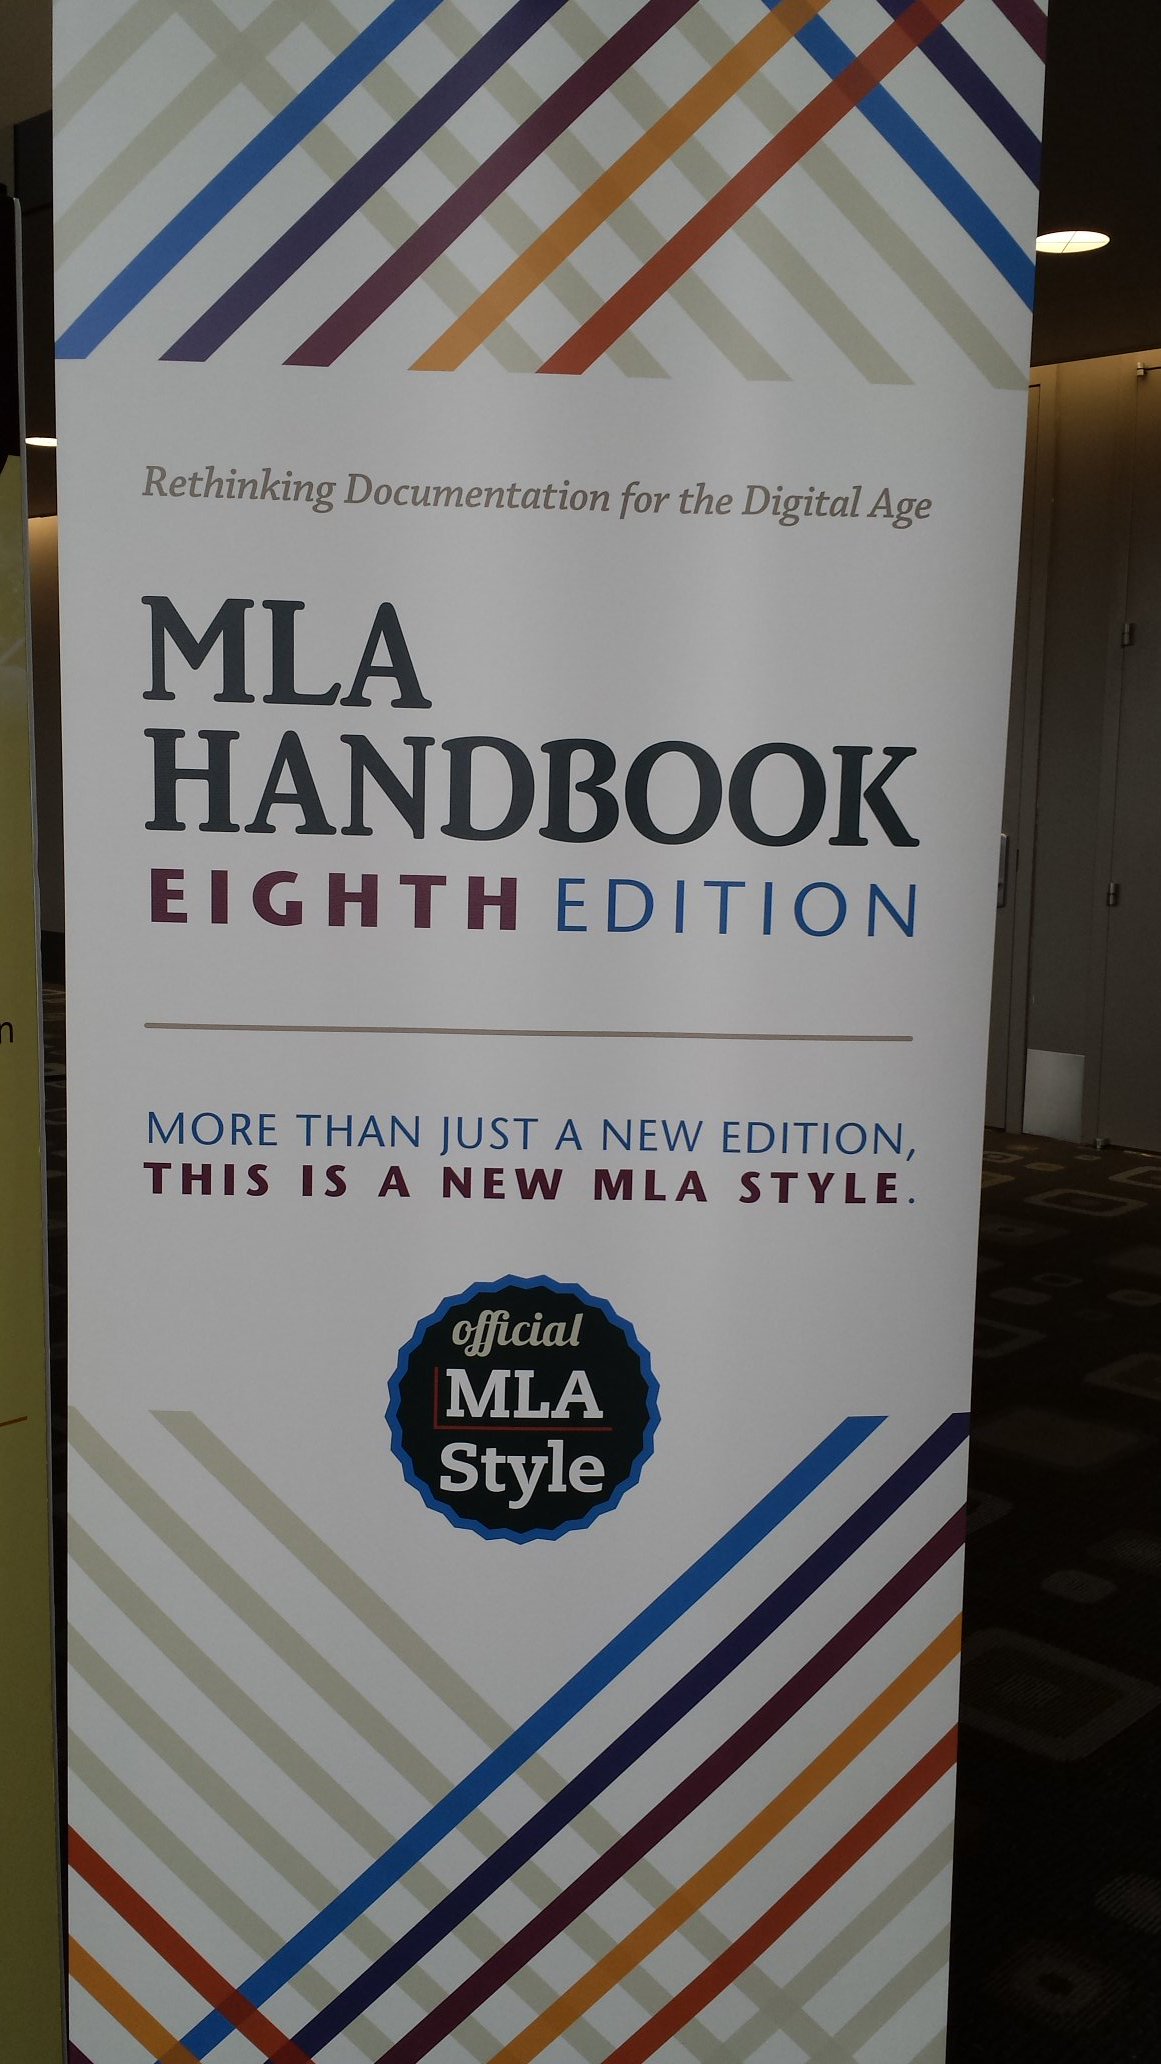 Rethinking Documentation for the Digital Age
MLA
HANDBOOK
EIGHTH EDITION
MORE THAN JUST A NEW EDITION,
THIS IS A NEW MLA STYLE.
official
MLA
Style
n